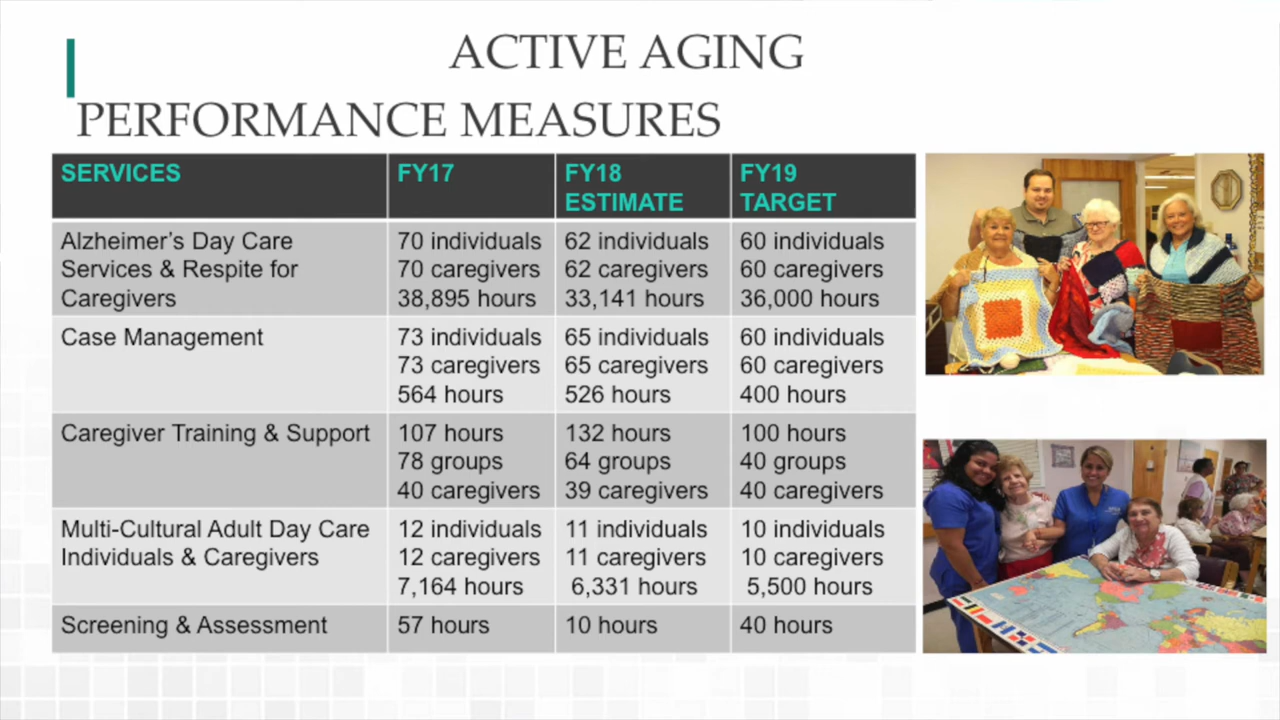 ACTIVE AGING
PERFORMANCE MEASURES
SERVICES FY17 FY18 ESTIMATE FY19 TARGET
Alzheimer's Day Care Services & Respite for Caregivers
70 individuals 70 caregivers 38,895 hours
62 individuals 62 caregivers 33,141 hours
60 individuals 60 caregivers 36,000 hours
Case Management
73 individuals 73 caregivers 564 hours
65 individuals 65 caregivers 526 hours
60 individuals 60 caregivers 400 hours
Caregiver Training & Support
107 hours 78 groups 40 caregivers
132 hours 64 groups 39 caregivers
100 hours 40 groups 40 caregivers
Multi-Cultural Adult Day Care Individuals & Caregivers
12 individuals 12 caregivers 7,164 hours
11 individuals 11 caregivers 6,331 hours
10 individuals 10 caregivers 5,500 hours
Screening & Assessment 57 hours 10 hours 40 hours